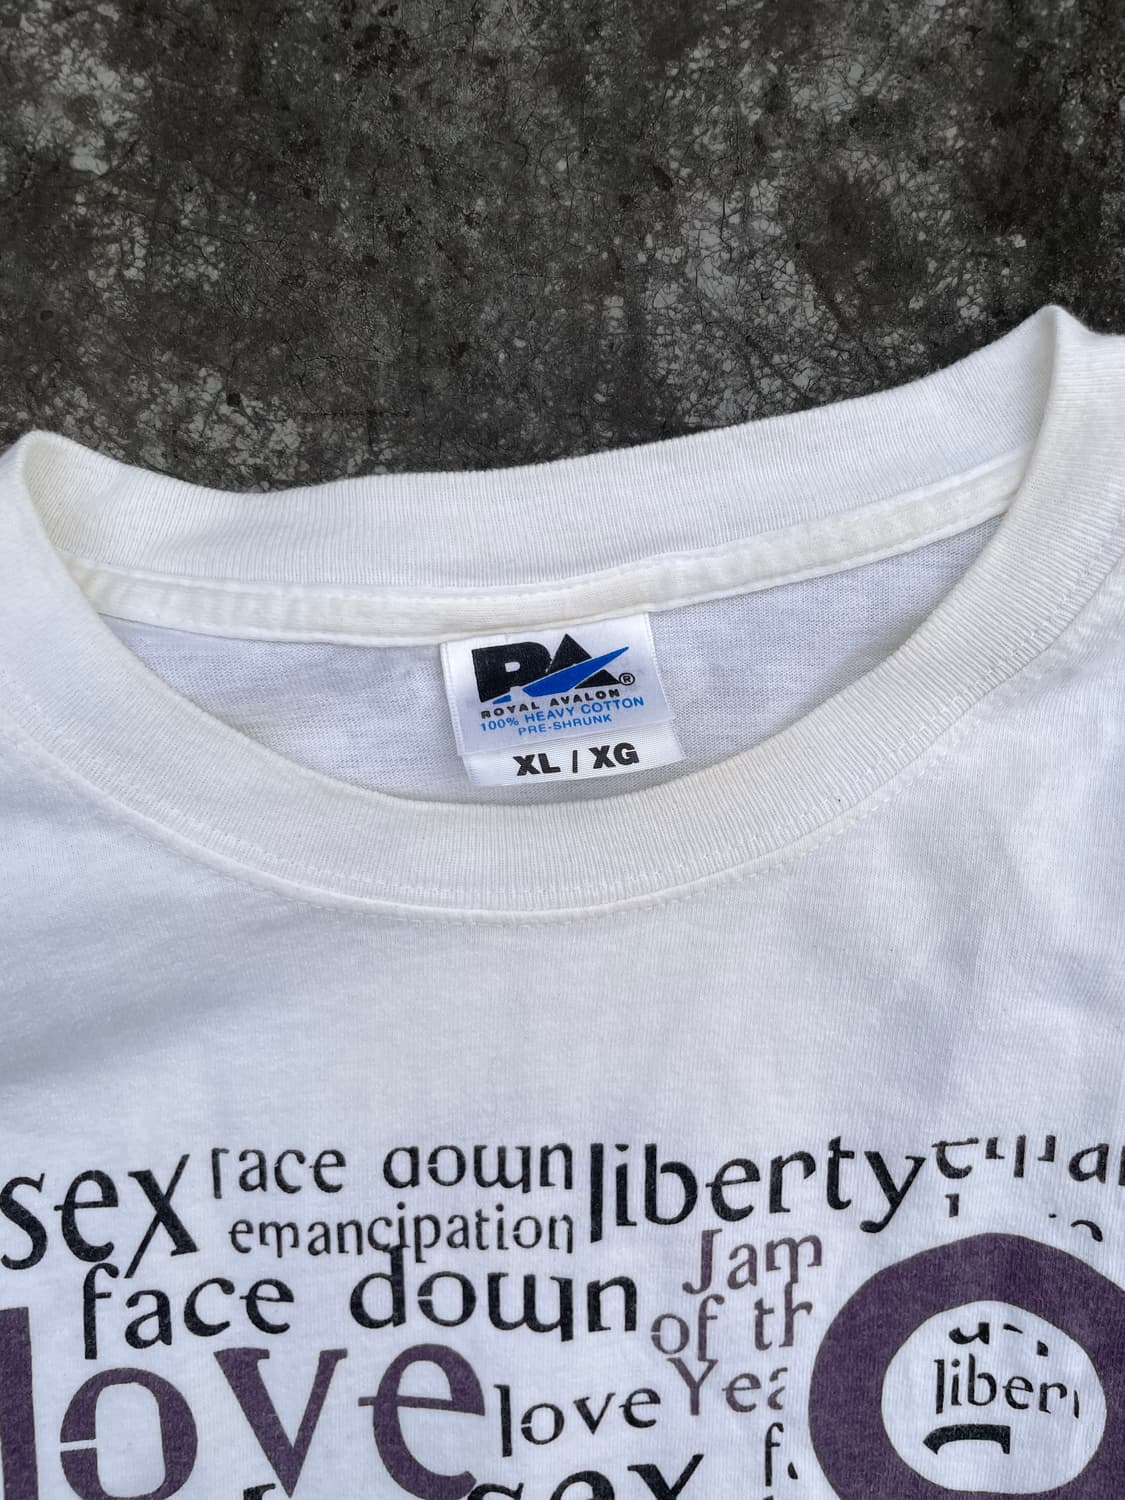 RA®
ROYAL AVALON
100% HEAVY COTTON
PRE-SHRUNK
XL / XG
sex face down liberty
emancipation
face down Jam
of th
love love Yea
liber
sex